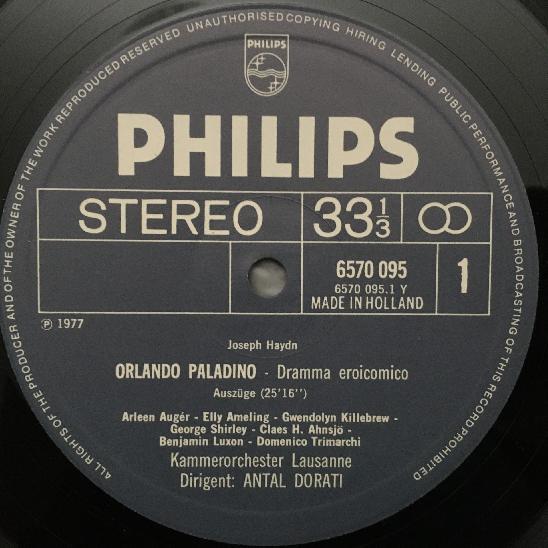 ALL RIGHTS OF THE PRODUCER AND OF THE OWNER OF THE WORK REPRODUCED RESERVED UNAUTHORISED COPYING HIRING LENDING PUBLIC PERFORMANCE AND BROADCASTING OF THIS RECORD PROHIBITED
PHILIPS
PHILIPS
STEREO 33⅓
6570 095 1
6570 095.1 Y
MADE IN HOLLAND
Ⓟ 1977
Joseph Haydn
ORLANDO PALADINO - Dramma eroicomico
Auszüge (25'16'')
Arleen Augér - Elly Ameling - Gwendolyn Killebrew -
George Shirley - Claes H. Ahnsjö -
Benjamin Luxon - Domenico Trimarchi
Kammerorchester Lausanne
Dirigent: ANTAL DORATI